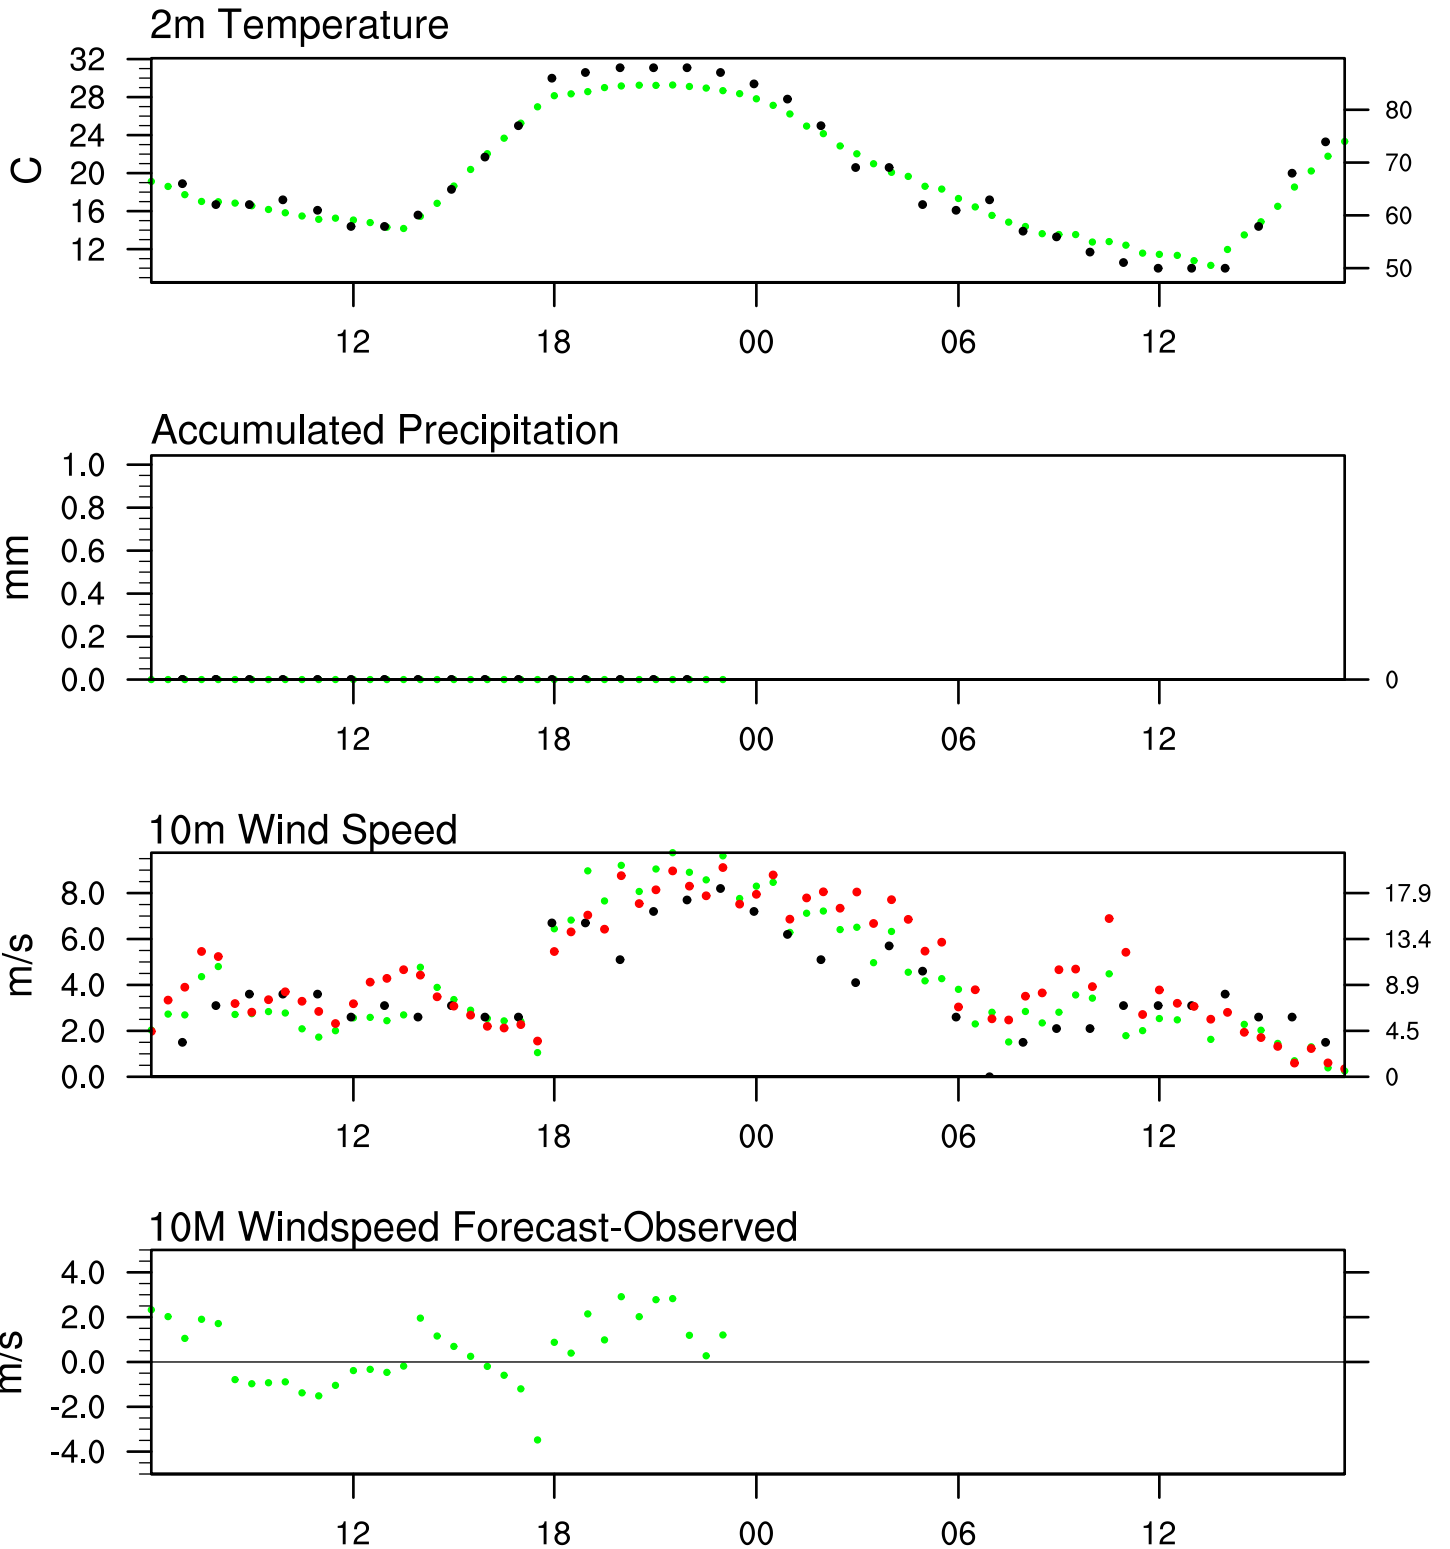 2m Temperature
32
28
24
20
16
12
C
80
70
60
50
12 18 00 06 12
Accumulated Precipitation
1.0
0.8
0.6
0.4
0.2
0.0
mm
0
12 18 00 06 12
10m Wind Speed
8.0
6.0
4.0
2.0
0.0
m/s
17.9
13.4
8.9
4.5
0
12 18 00 06 12
10M Windspeed Forecast-Observed
4.0
2.0
0.0
-2.0
-4.0
m/s
12 18 00 06 12